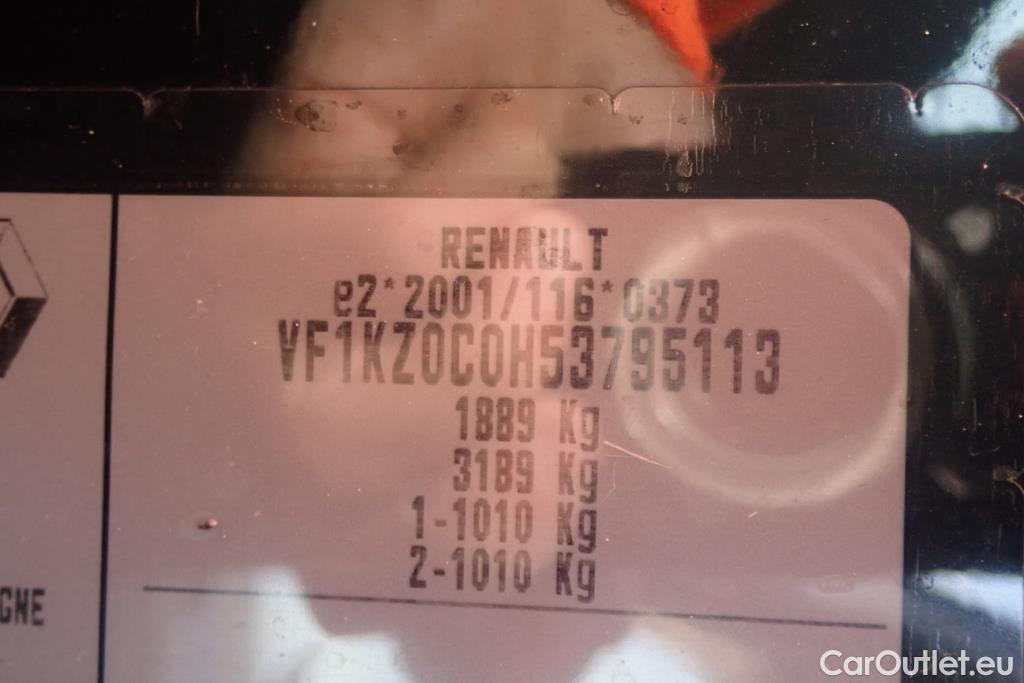 RENAULT
e2*2001/116*0373
VF1KZ0C0H53795113
1889 Kg
3189 Kg
1-1010 Kg
2-1010 Kg
GNE
CarOutlet.eu